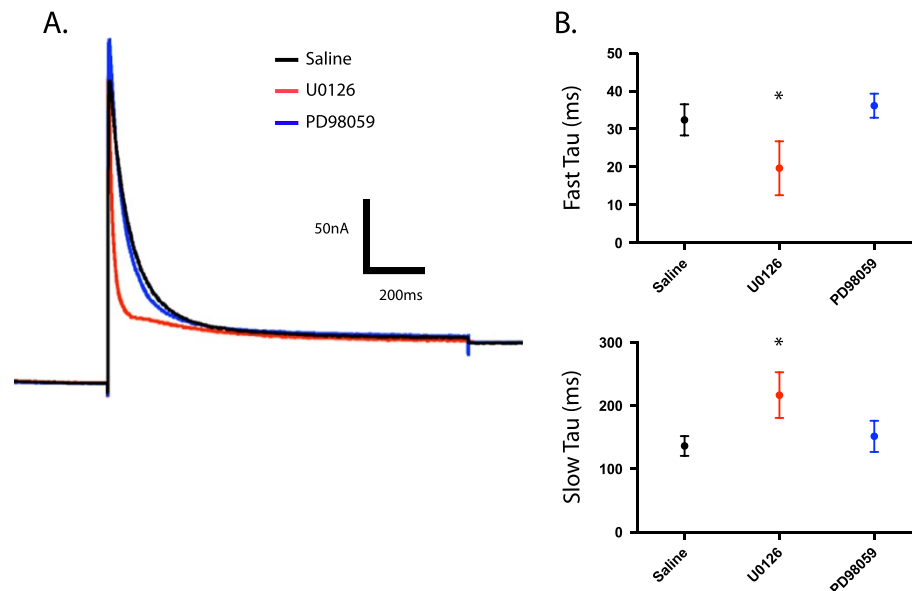 A.
Saline
U0126
PD98059
50nA
200ms
B.
Fast Tau (ms)
50
40
30
20
10
0
*
Saline
U0126
PD98059
Slow Tau (ms)
300
200
100
0
*
Saline
U0126
PD98059